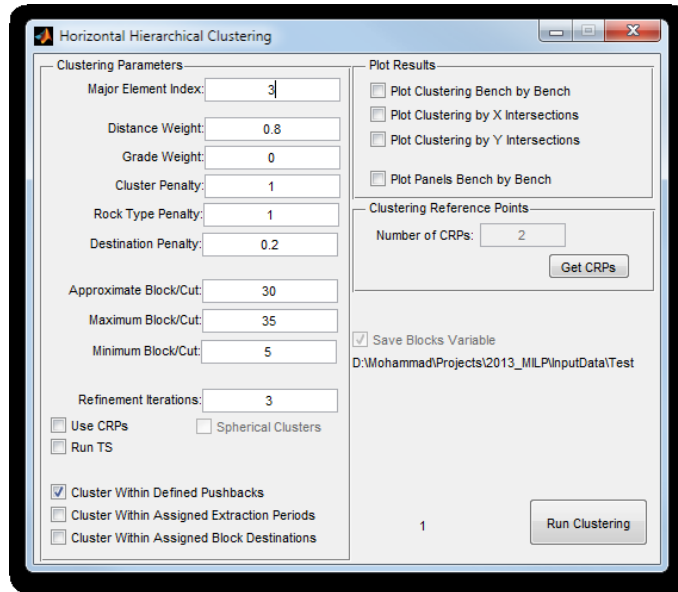 Horizontal Hierarchical Clustering
Clustering Parameters
Major Element Index: 3
Distance Weight: 0.8
Grade Weight: 0
Cluster Penalty: 1
Rock Type Penalty: 1
Destination Penalty: 0.2
Approximate Block/Cut: 30
Maximum Block/Cut: 35
Minimum Block/Cut: 5
Refinement Iterations: 3
Use CRPs Spherical Clusters
Run TS
Cluster Within Defined Pushbacks
Cluster Within Assigned Extraction Periods
Cluster Within Assigned Block Destinations
Plot Results
Plot Clustering Bench by Bench
Plot Clustering by X Intersections
Plot Clustering by Y Intersections
Plot Panels Bench by Bench
Clustering Reference Points
Number of CRPs: 2
Get CRPs
Save Blocks Variable
D:\Mohammad\Projects\2013_MILP\InputData\Test
1 Run Clustering